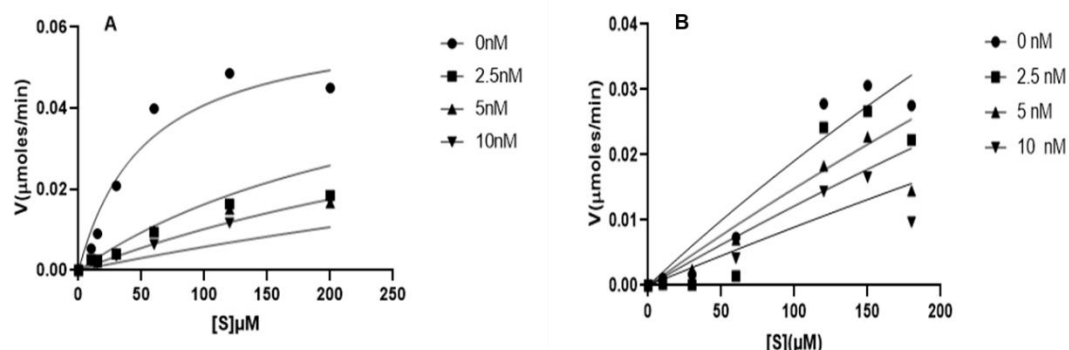 A
0.06
0.04
0.02
0.00
0 50 100 150 200 250
V(μmoles/min)
[S]μM
0nM
2.5nM
5nM
10nM
B
0.04
0.03
0.02
0.01
0.00
0 50 100 150 200
V(μmoles/min)
[S](μM)
0 nM
2.5 nM
5 nM
10 nM